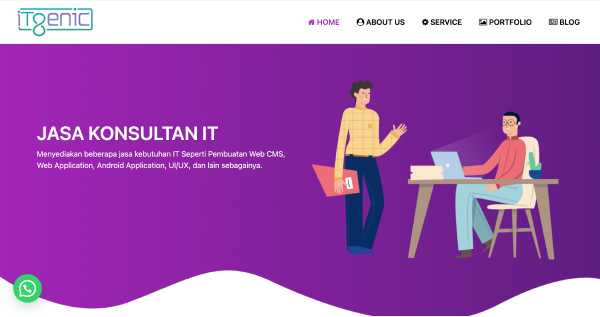 iTgenic
HOME ABOUT US SERVICE PORTFOLIO BLOG
JASA KONSULTAN IT
Menyediakan beberapa jasa kebutuhan IT Seperti Pembuatan Web CMS,
Web Application, Android Application, UI/UX, dan lain sebagainya.